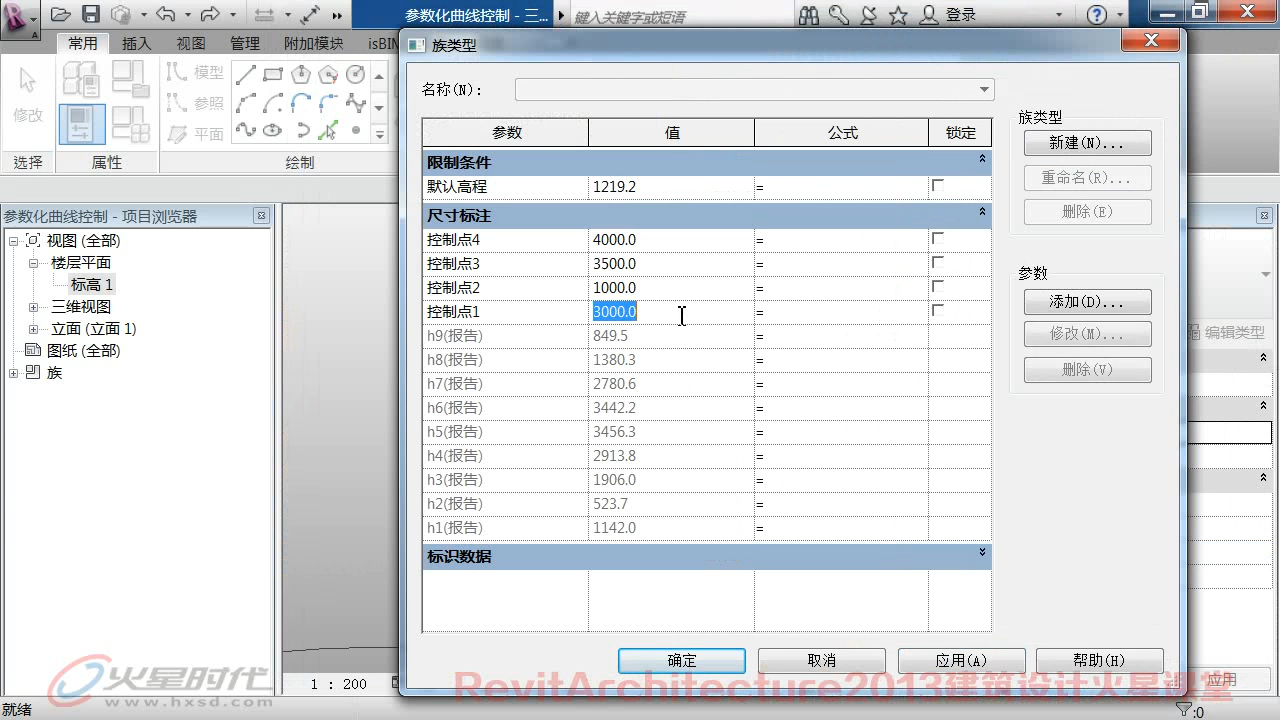 参数化曲线控制 - 三...
键入关键字或短语
登录
常用 插入 视图 管理 附加模块
修改
模型
参照
平面
选择 属性 绘制
参数化曲线控制 - 项目浏览器
视图 (全部)
楼层平面
标高 1
三维视图
立面 (立面 1)
图纸 (全部)
族
族类型
名称(N)：
参数 值 公式 锁定
限制条件
默认高程 1219.2 =
尺寸标注
控制点4 4000.0 =
控制点3 3500.0 =
控制点2 1000.0 =
控制点1 3000.0 =
h9(报告) 849.5 =
h8(报告) 1380.3 =
h7(报告) 2780.6 =
h6(报告) 3442.2 =
h5(报告) 3456.3 =
h4(报告) 2913.8 =
h3(报告) 1906.0 =
h2(报告) 523.7 =
h1(报告) 1142.0 =
标识数据
族类型
新建(N)...
重命名(R)...
删除(E)
参数
添加(D)...
修改(M)...
删除(V)
确定 取消 应用(A) 帮助(H)
编辑类型
应用
1 : 200
就绪
:0
火星时代
www.hxsd.com
RevitArchitecture2013建筑设计火星课堂